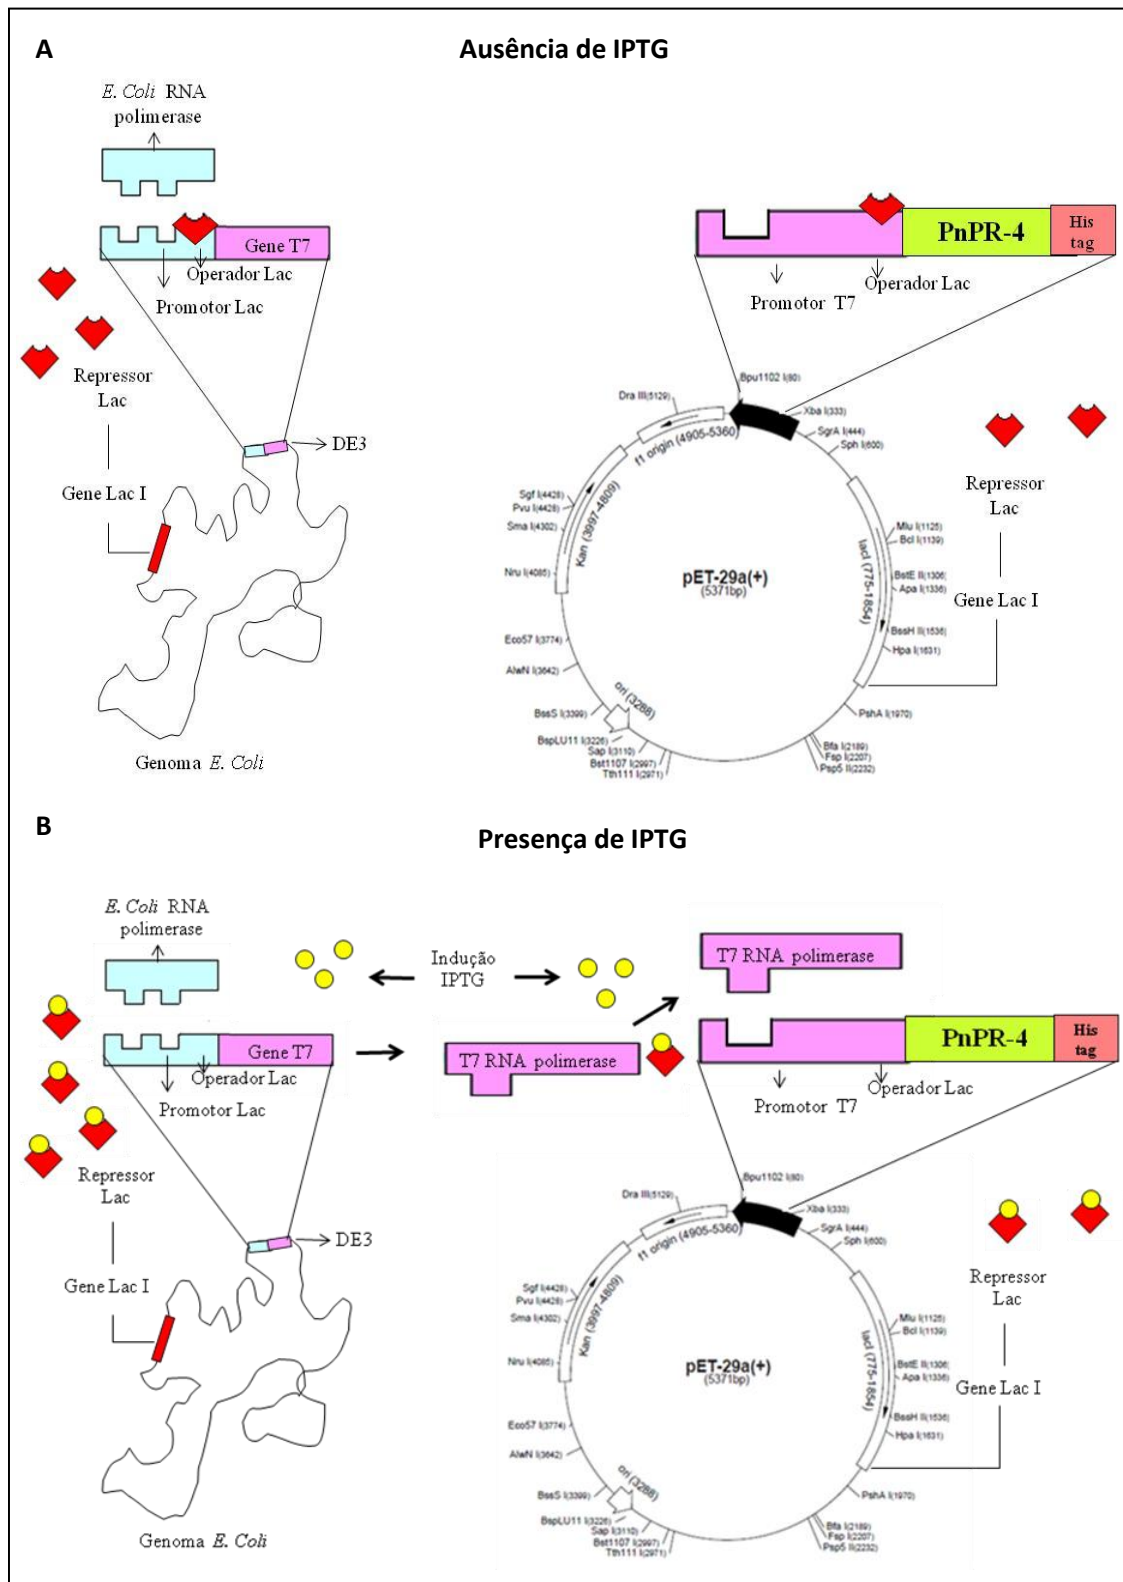 A
Ausência de IPTG
E. Coli RNA
polimerase
Gene T7
Operador Lac
Promotor Lac
Repressor
Lac
Gene Lac I
DE3
Genoma E. Coli
PnPR-4
His
tag
Promotor T7
Operador Lac
Bpu1102 I(80)
Dra III(5129)
Xba I(333)
SgrA I(444)
Sph I(600)
f1 origin (4905-5360)
Sgf I(4428)
Pvu I(4428)
Sma I(4302)
Kan (3997-4809)
Nru I(4085)
Mlu I(1125)
Bcl I(1139)
BstE II(1306)
Apa I(1336)
lacI (775-1854)
BssH II(1536)
Hpa I(1631)
pET-29a(+)
(5371bp)
Eco57 I(3774)
AlwN I(3642)
ori (3288)
BssS I(3399)
BspLU11 I(3226)
Sap I(3110)
Bst1107 I(2997)
Tth111 I(2971)
PshA I(1970)
Bfa I(2189)
Fsp I(2207)
Psp5 II(2232)
Repressor
Lac
Gene Lac I
B
Presença de IPTG
E. Coli RNA
polimerase
Indução
IPTG
T7 RNA polimerase
T7 RNA polimerase
Gene T7
Operador Lac
Promotor Lac
Repressor
Lac
Gene Lac I
DE3
Genoma E. Coli
PnPR-4
His
tag
Promotor T7
Operador Lac
Bpu1102 I(80)
Dra III(5129)
Xba I(333)
SgrA I(444)
Sph I(600)
f1 origin (4905-5360)
Sgf I(4428)
Pvu I(4428)
Sma I(4302)
Kan (3997-4809)
Nru I(4085)
Mlu I(1125)
Bcl I(1139)
BstE II(1306)
Apa I(1336)
lacI (775-1854)
BssH II(1536)
Hpa I(1631)
pET-29a(+)
(5371bp)
Eco57 I(3774)
AlwN I(3642)
ori (3288)
BssS I(3399)
BspLU11 I(3226)
Sap I(3110)
Bst1107 I(2997)
Tth111 I(2971)
PshA I(1970)
Bfa I(2189)
Fsp I(2207)
Psp5 II(2232)
Repressor
Lac
Gene Lac I